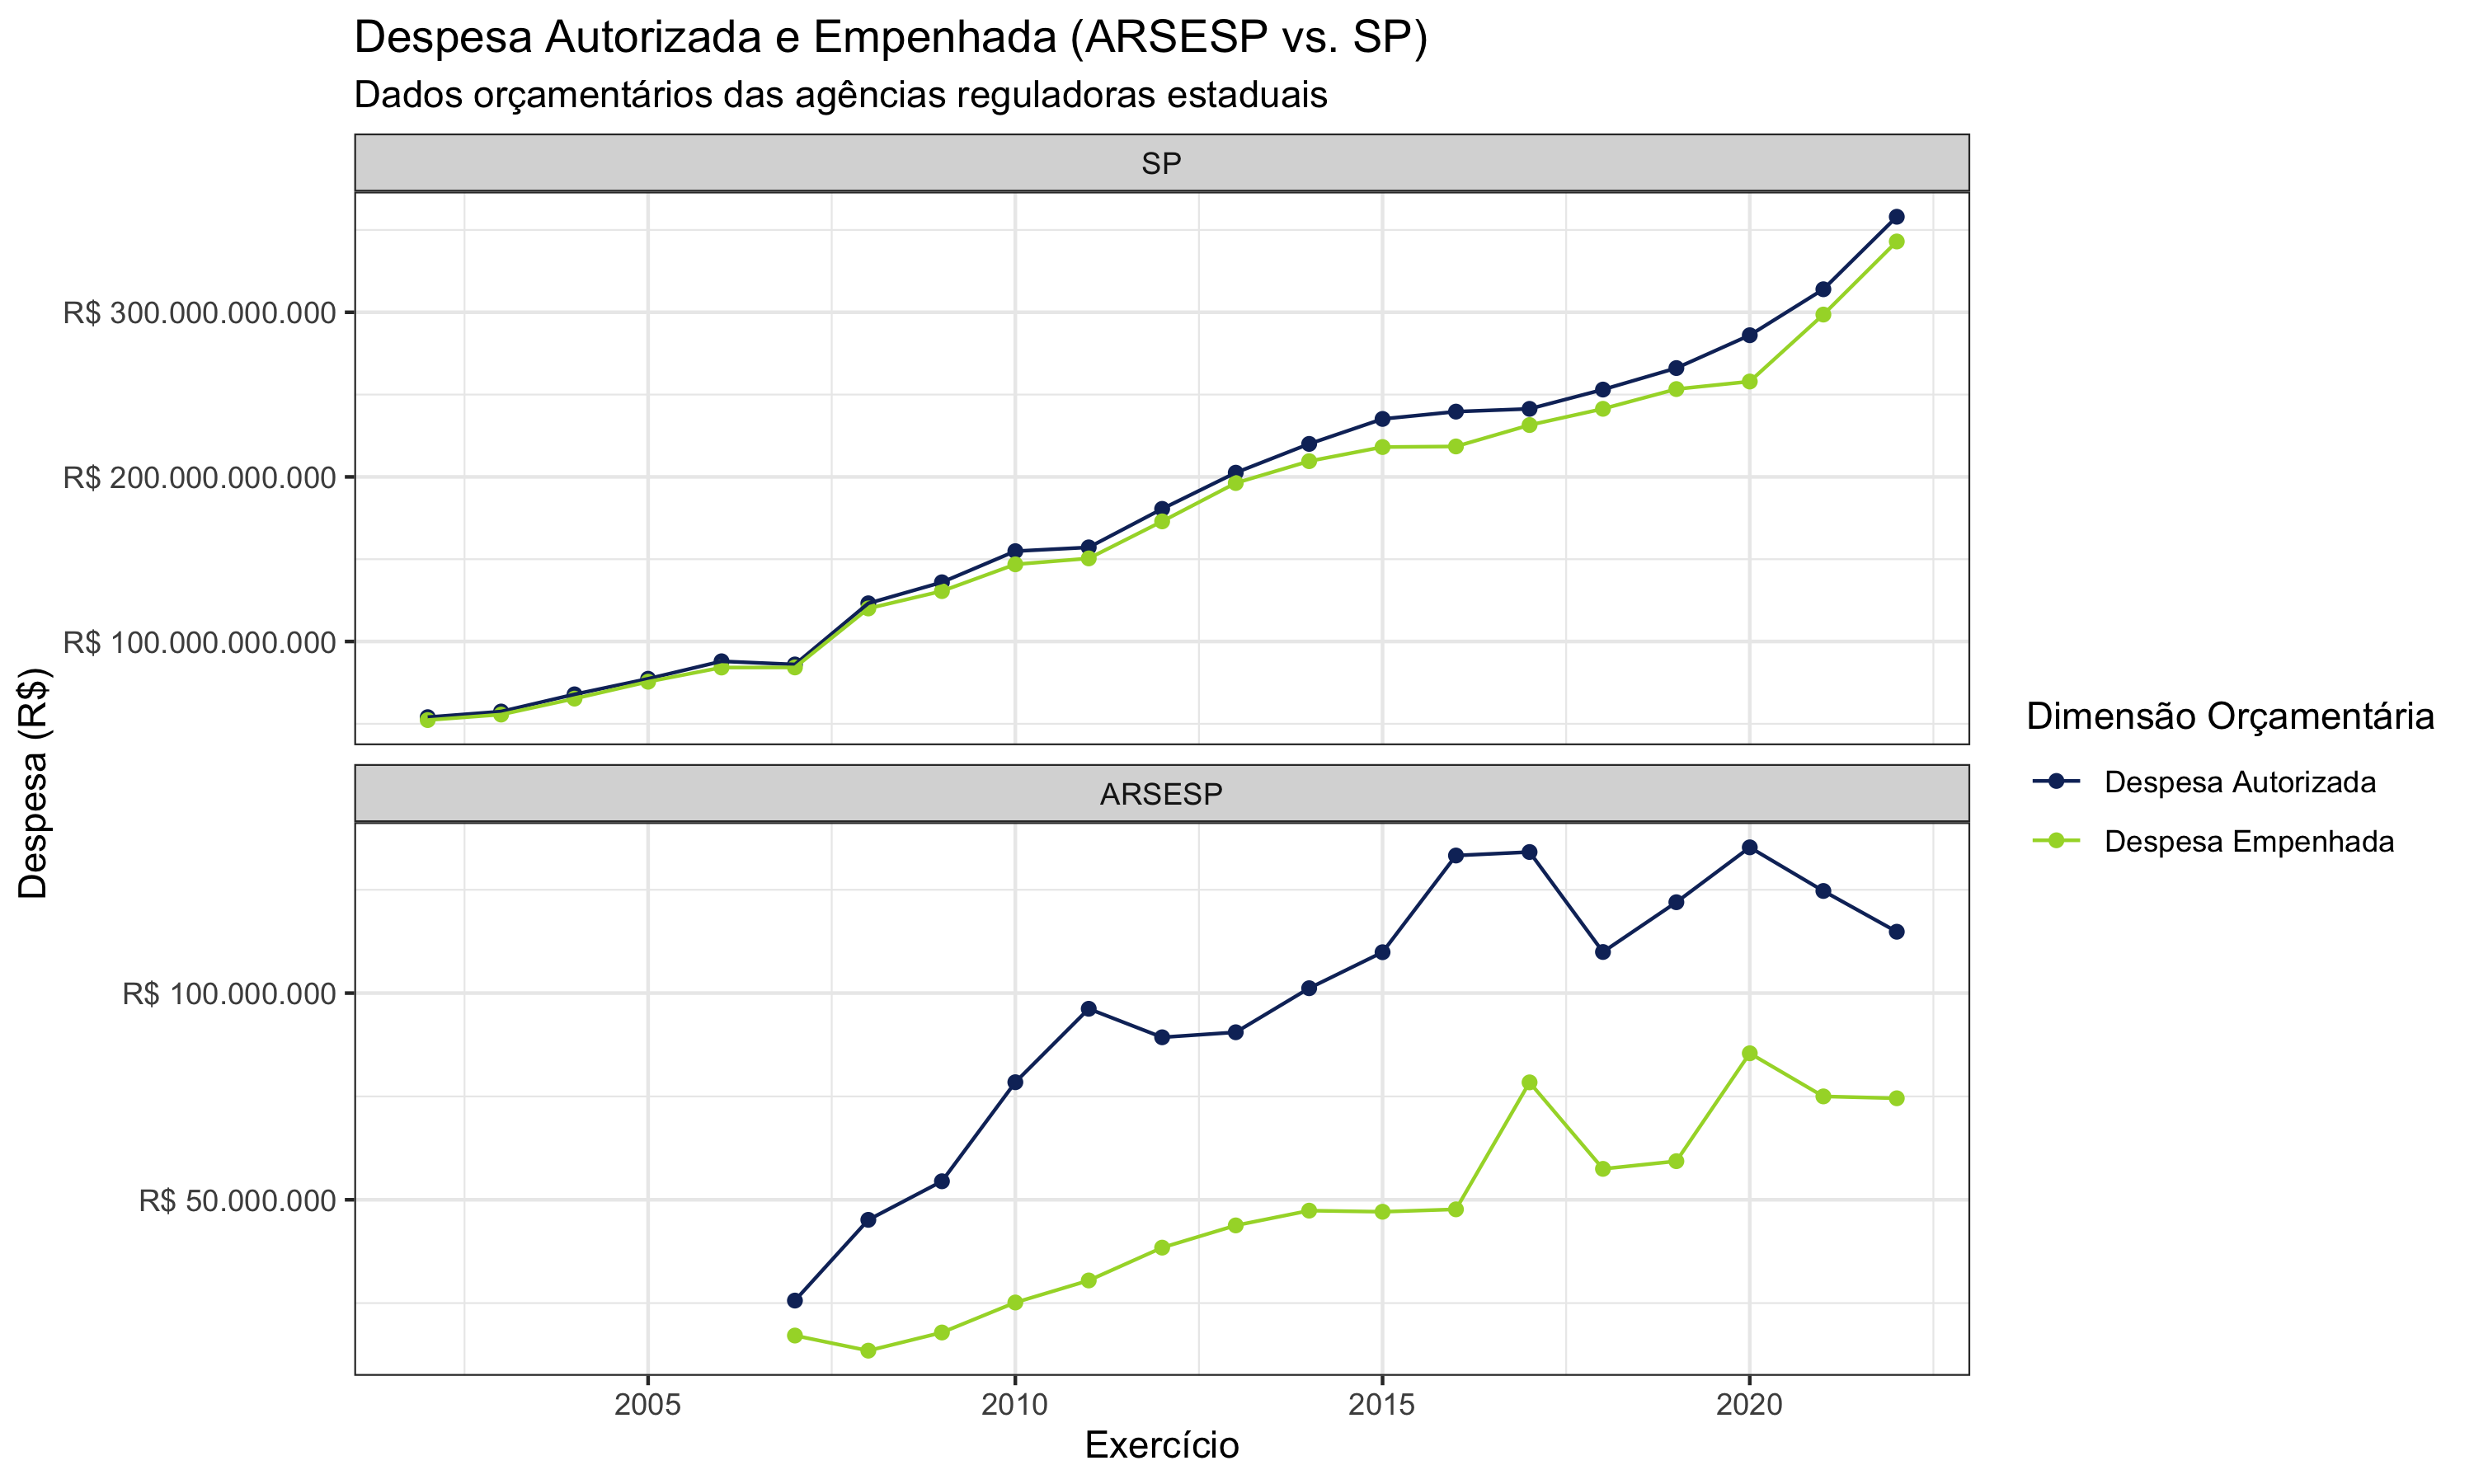 Despesa Autorizada e Empenhada (ARSESP vs. SP)
Dados orçamentários das agências reguladoras estaduais
SP
R$ 300.000.000.000
R$ 200.000.000.000
R$ 100.000.000.000
ARSESP
R$ 100.000.000
R$ 50.000.000
Despesa (R$)
2005
2010
2015
2020
Exercício
Dimensão Orçamentária
Despesa Autorizada
Despesa Empenhada